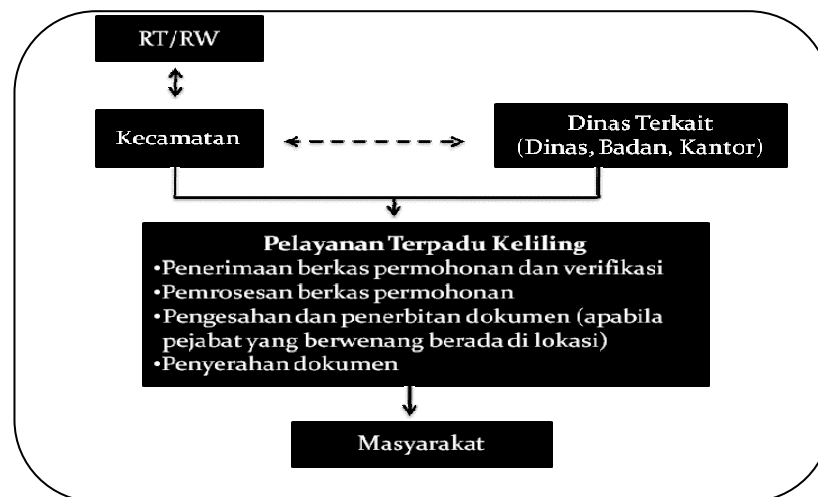 RT/RW
Kecamatan
Dinas Terkait
(Dinas, Badan, Kantor)
Pelayanan Terpadu Keliling
•Penerimaan berkas permohonan dan verifikasi
•Pemrosesan berkas permohonan
•Pengesahan dan penerbitan dokumen (apabila
pejabat yang berwenang berada di lokasi)
•Penyerahan dokumen
Masyarakat